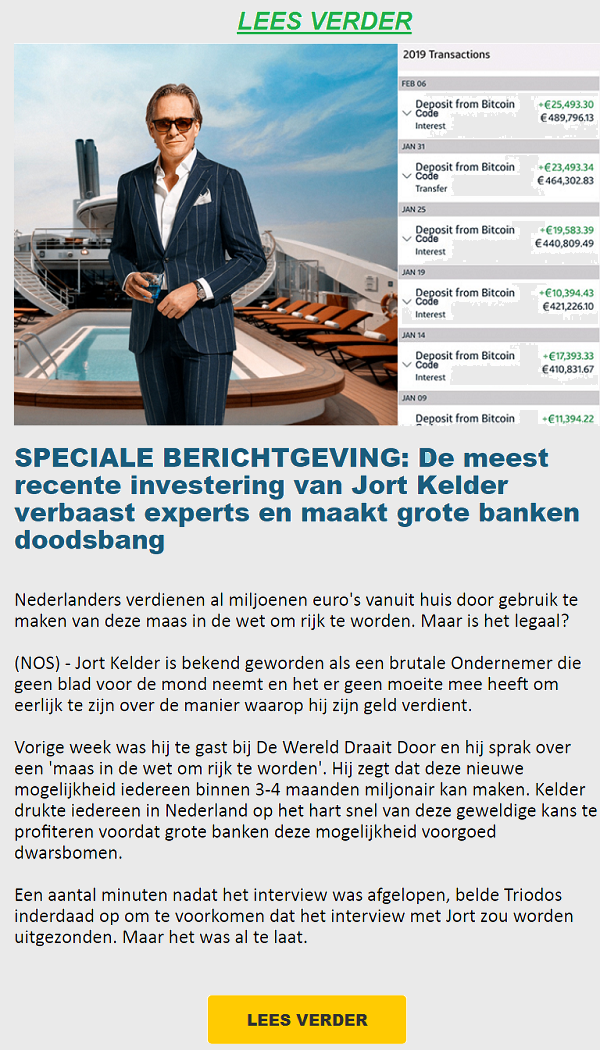 LEES VERDER
2019 Transactions
FEB 06
Deposit from Bitcoin +€25,493.30
Code €489,796.13
Interest
JAN 31
Deposit from Bitcoin +€23,493.34
Code €464,302.83
Transfer
JAN 25
Deposit from Bitcoin +€19,583.39
Code €440,809.49
Interest
JAN 19
Deposit from Bitcoin +€10,394.43
Code €421,226.10
Interest
JAN 14
Deposit from Bitcoin +€17,393.33
Code €410,831.67
Interest
JAN 09
Deposit from Bitcoin +€11,394.22
SPECIALE BERICHTGEVING: De meest
recente investering van Jort Kelder
verbaast experts en maakt grote banken
doodsbang
Nederlanders verdienen al miljoenen euro's vanuit huis door gebruik te
maken van deze maas in de wet om rijk te worden. Maar is het legaal?
(NOS) - Jort Kelder is bekend geworden als een brutale Ondernemer die
geen blad voor de mond neemt en het er geen moeite mee heeft om
eerlijk te zijn over de manier waarop hij zijn geld verdient.
Vorige week was hij te gast bij De Wereld Draait Door en hij sprak over
een 'maas in de wet om rijk te worden'. Hij zegt dat deze nieuwe
mogelijkheid iedereen binnen 3-4 maanden miljonair kan maken. Kelder
drukte iedereen in Nederland op het hart snel van deze geweldige kans te
profiteren voordat grote banken deze mogelijkheid voorgoed
dwarsbomen.
Een aantal minuten nadat het interview was afgelopen, belde Triodos
inderdaad op om te voorkomen dat het interview met Jort zou worden
uitgezonden. Maar het was al te laat.
LEES VERDER